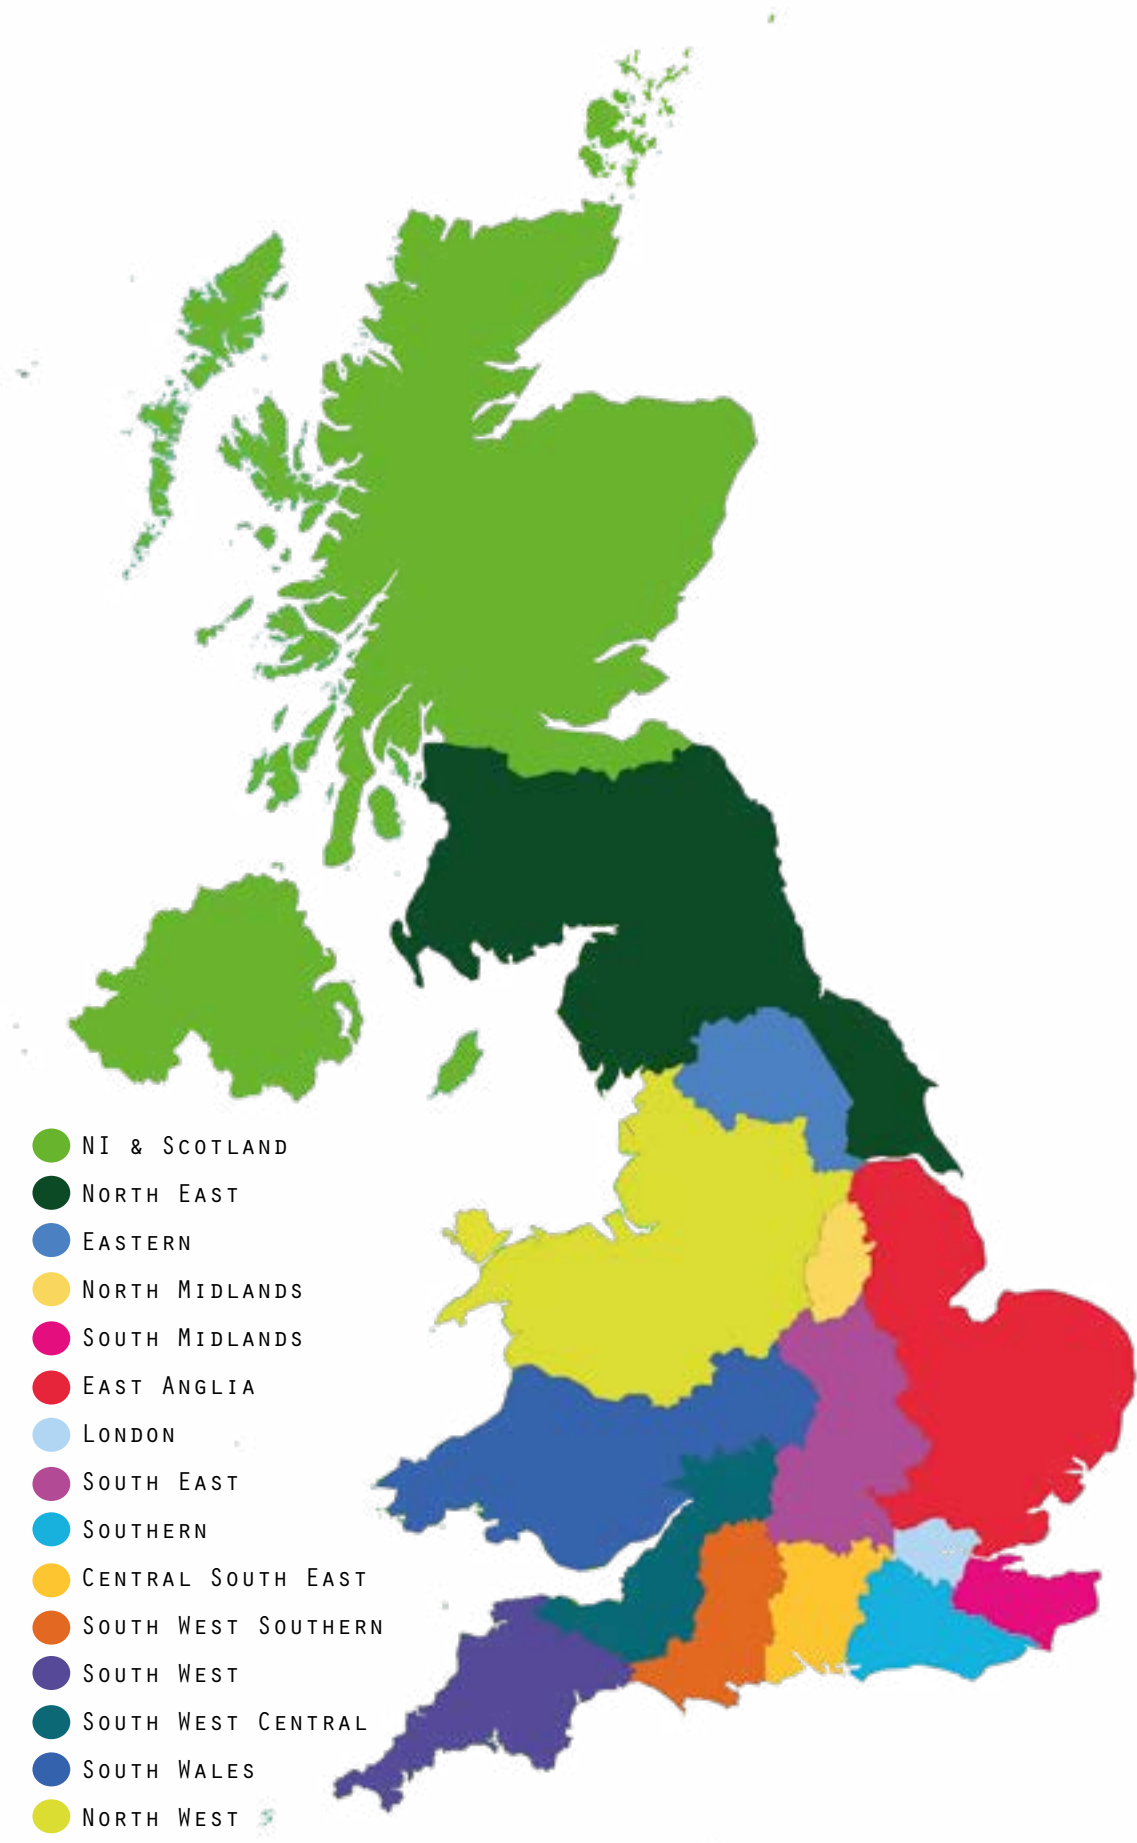 NI & Scotland
North East
Eastern
North Midlands
South Midlands
East Anglia
London
South East
Southern
Central South East
South West Southern
South West
South West Central
South Wales
North West